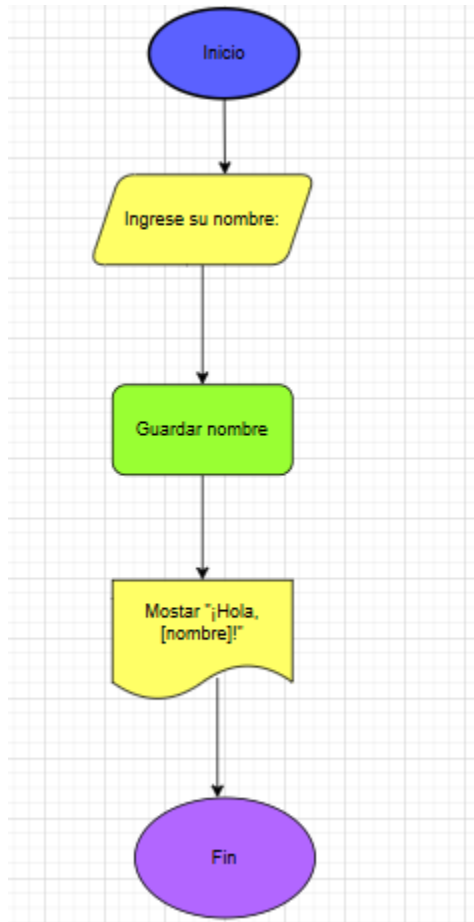 Inicio
Ingrese su nombre:
Guardar nombre
Mostar "¡Hola,
[nombre]!"
Fin